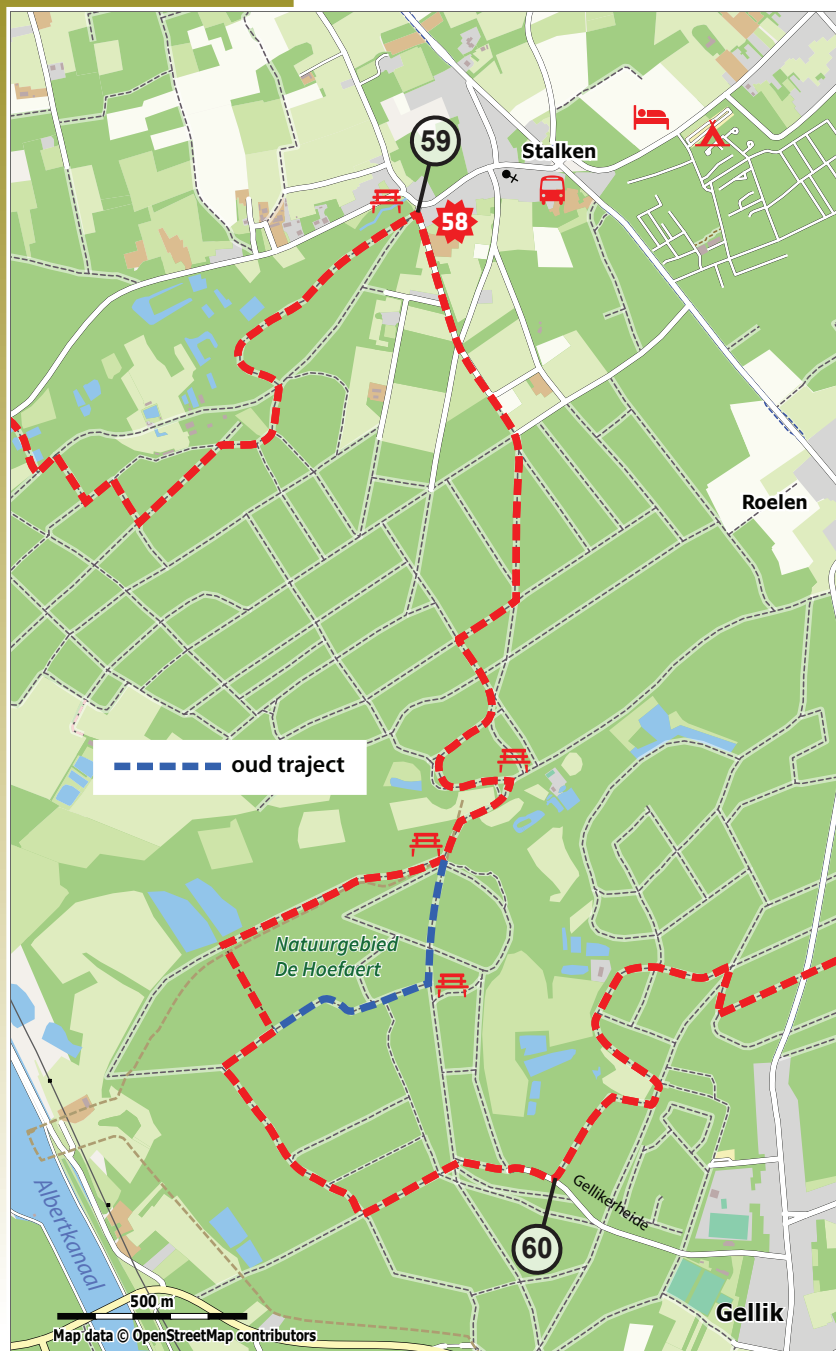 59
Stalken
58
Roelen
oud traject
Natuurgebied
De Hoefaert
Gellikerheide
Albertkanaal
60
500 m
Gellik
Map data © OpenStreetMap contributors